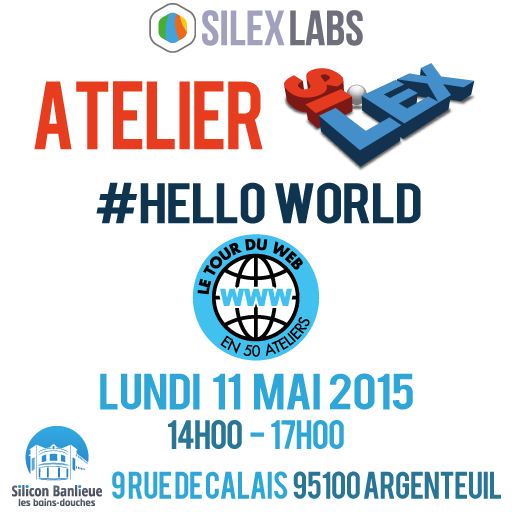 SILEX LABS
ATELIER SILEX
#HELLO WORLD
LE TOUR DU WEB
WWW
EN 50 ATELIERS
LUNDI 11 MAI 2015
14H00 - 17H00
Silicon Banlieue
les bains-douches
9 RUE DE CALAIS 95100 ARGENTEUIL